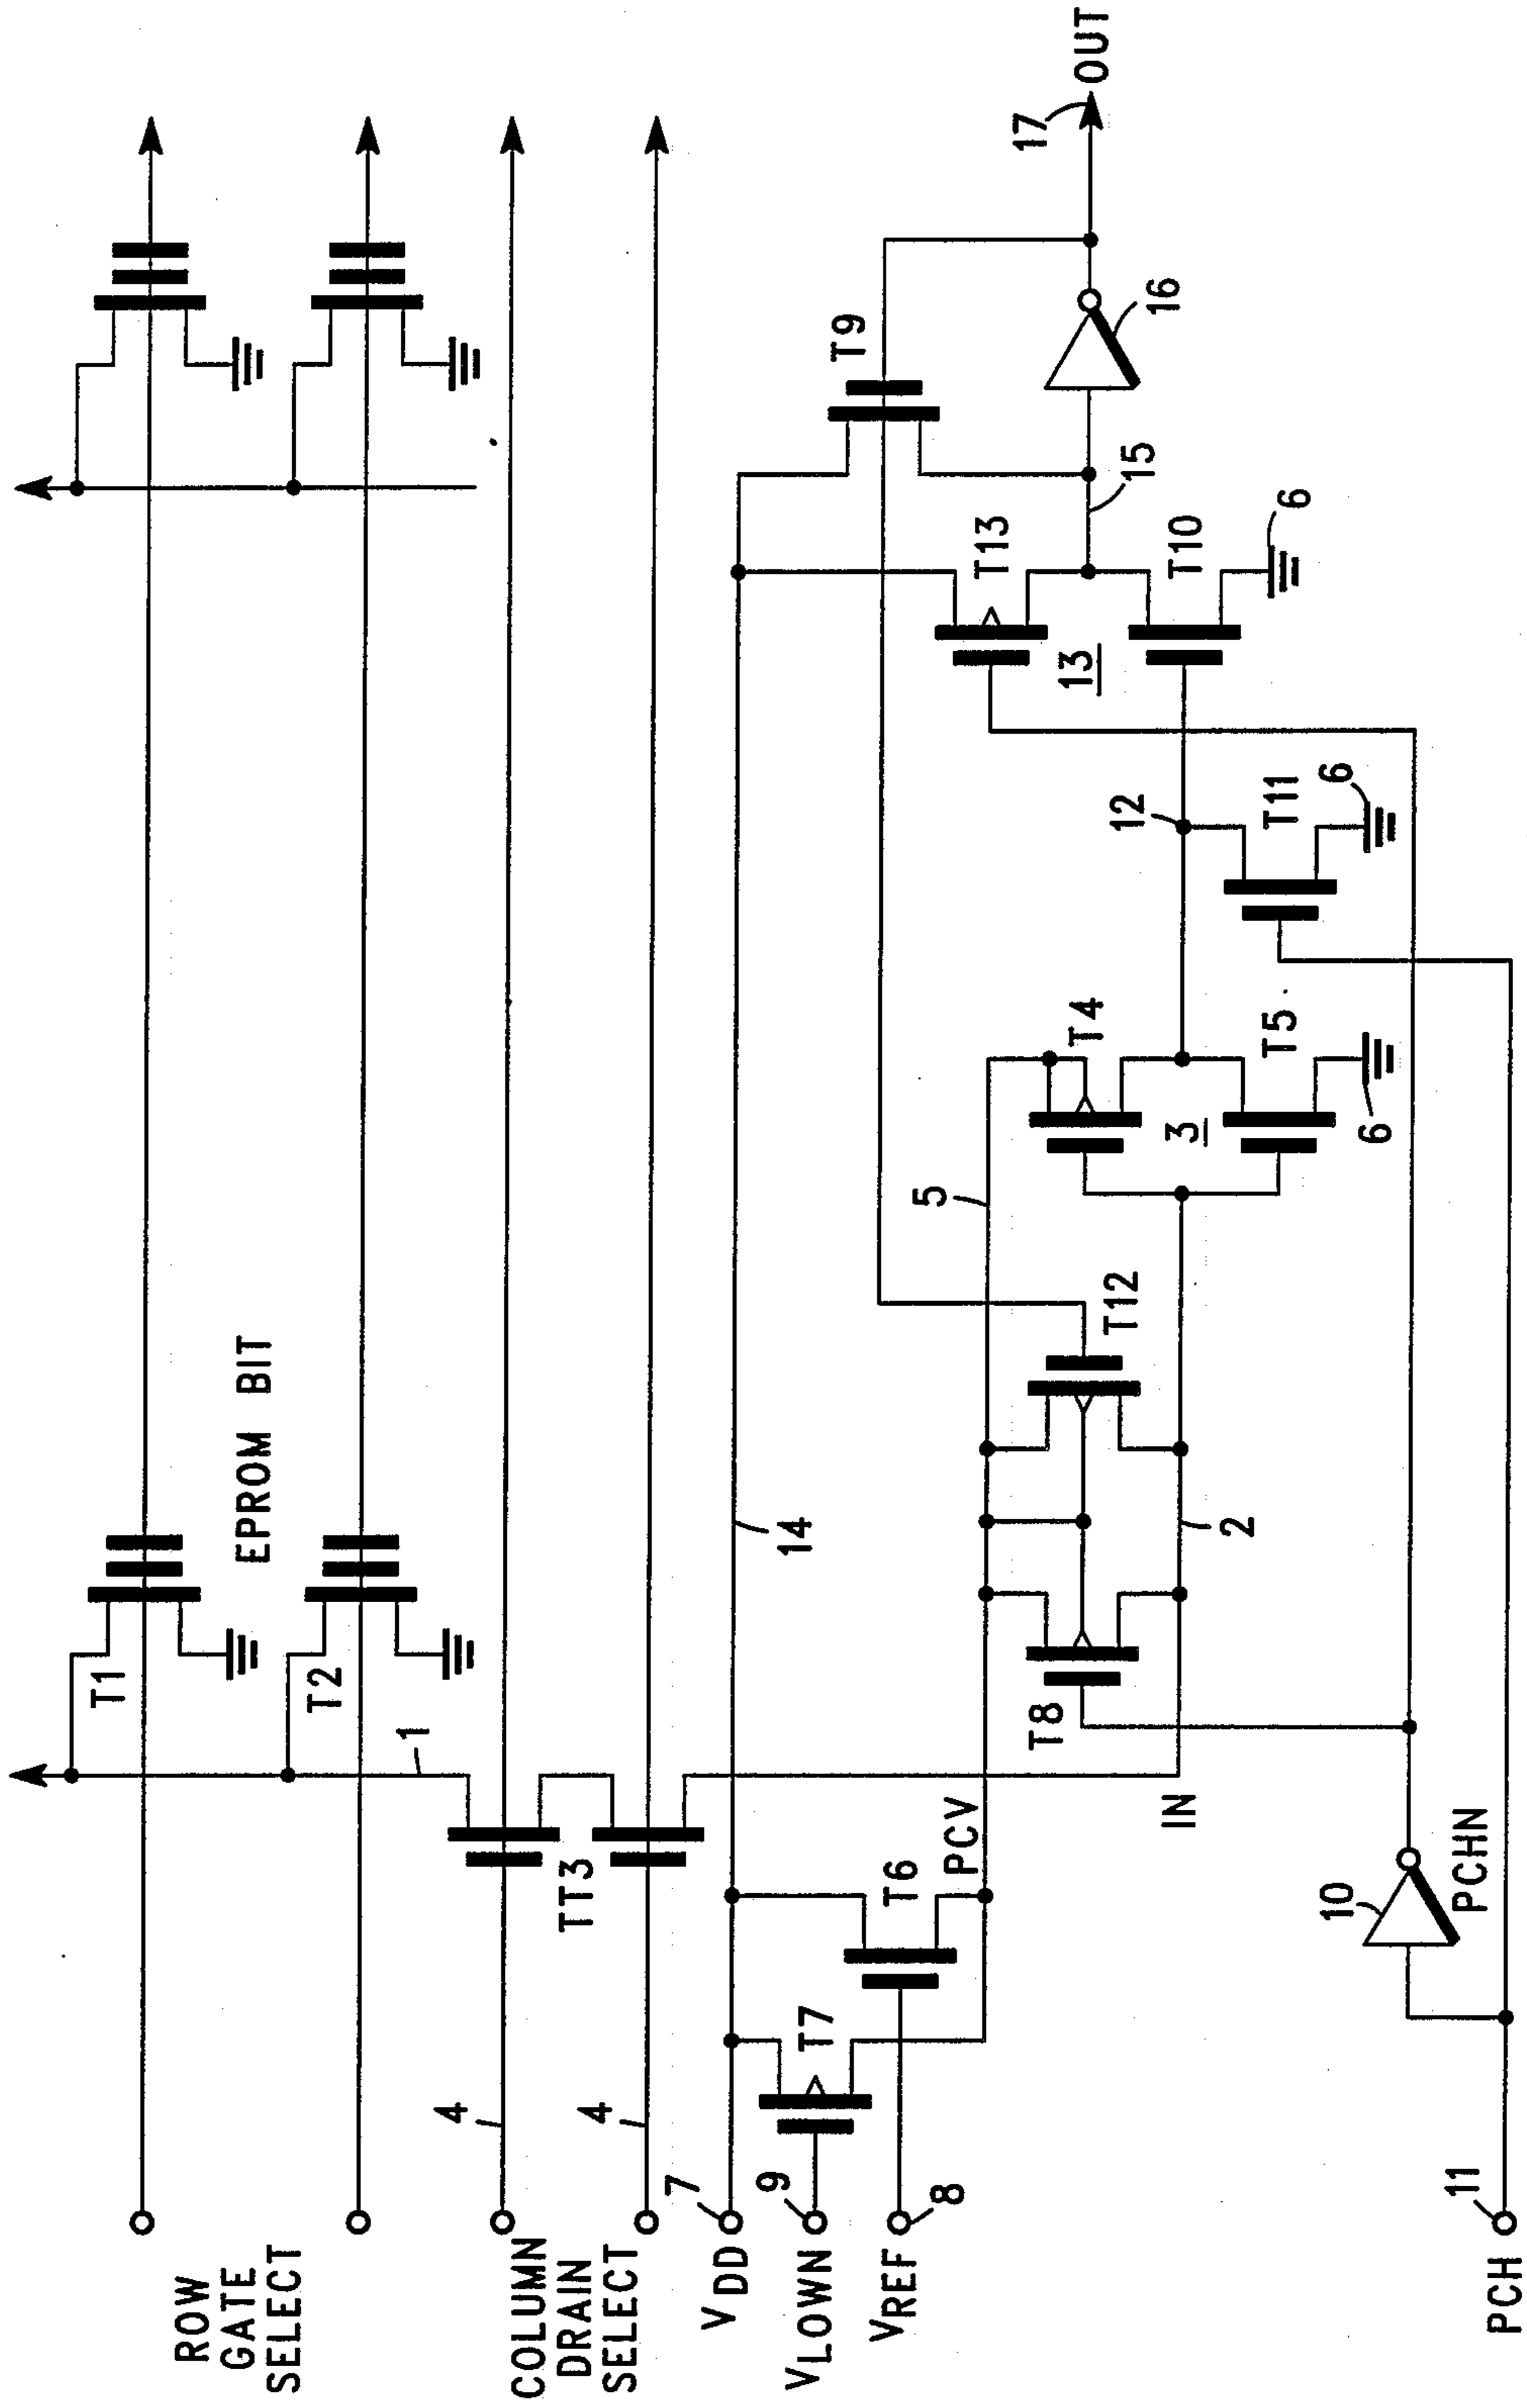 ROW
GATE
SELECT
COLUMN
DRAIN
SELECT
4
4
T1
T2
EPROM BIT
1
TT3
VDD
7
VLOWN
9
VREF
8
T7
T6
PCV
14
T8
T12
5
2
IN
T4
3
T5
6
T9
T13
13
12
T10
6
T11
6
15
16
17
OUT
10
PCHN
PCH
11